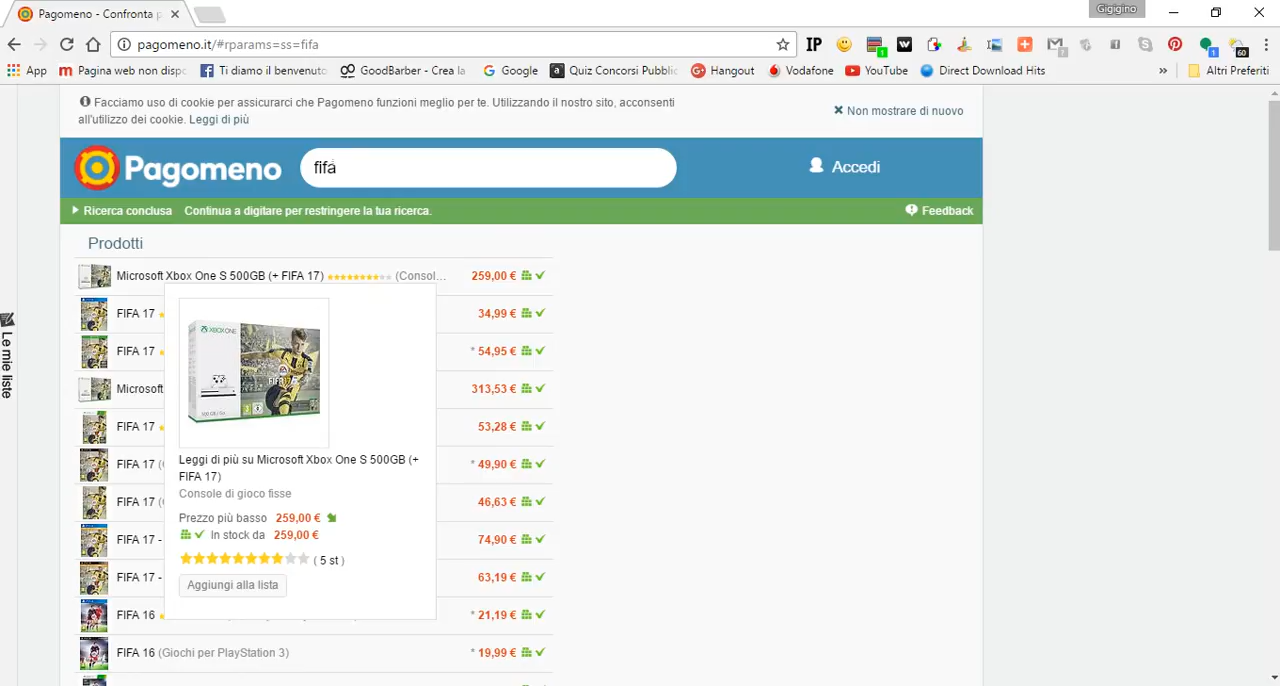 Pagomeno - Confronta p
Gigigino
pagomeno.it/#rparams=ss=fifa
IP
W
1
1
60
App
Pagina web non dispo
Ti diamo il benvenuto
GoodBarber - Crea la
Google
Quiz Concorsi Pubblic
Hangout
Vodafone
YouTube
Direct Download Hits
»
Altri Preferiti
Facciamo uso di cookie per assicurarci che Pagomeno funzioni meglio per te. Utilizzando il nostro sito, acconsenti
all'utilizzo dei cookie. Leggi di più
Non mostrare di nuovo
Pagomeno
fifa
Accedi
Ricerca conclusa Continua a digitare per restringere la tua ricerca.
Feedback
Prodotti
Microsoft Xbox One S 500GB (+ FIFA 17) (Consol... 259,00 €
FIFA 17 34,99 €
FIFA 17 * 54,95 €
Microsoft 313,53 €
FIFA 17 53,28 €
FIFA 17 ( * 49,90 €
FIFA 17 ( 46,63 €
FIFA 17 - 74,90 €
FIFA 17 - 63,19 €
FIFA 16 * 21,19 €
FIFA 16 (Giochi per PlayStation 3) * 19,99 €
XBOX ONE
FIFA 17
Leggi di più su Microsoft Xbox One S 500GB (+
FIFA 17)
Console di gioco fisse
Prezzo più basso 259,00 €
In stock da 259,00 €
( 5 st )
Aggiungi alla lista
Le mie liste